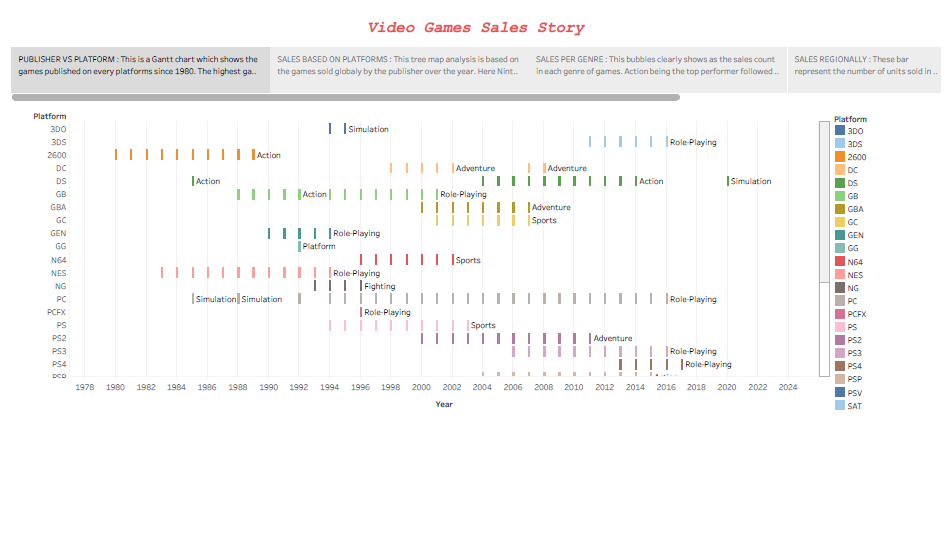 Video Games Sales Story
PUBLISHER VS PLATFORM : This is a Gantt chart which shows the
games published on every platforms since 1980. The highest ga..
SALES BASED ON PLATFORMS : This tree map analysis is based on
the games sold globaly by the publisher over the year. Here Nint..
SALES PER GENRE : This bubbles clearly shows as the sales count
in each genre of games. Action being the top performer followed ..
SALES REGIONALLY : These bar
represent the number of units sold in ..
Platform
3DO Simulation
3DS Role-Playing
2600 Action
DC Adventure Adventure
DS Action Action Simulation
GB Action Role-Playing
GBA Adventure
GC Sports
GEN Role-Playing
GG Platform
N64 Sports
NES Role-Playing
NG Fighting
PC Simulation Simulation Role-Playing
PCFX Role-Playing
PS Sports
PS2 Adventure
PS3 Role-Playing
PS4 Role-Playing
PSP
1978 1980 1982 1984 1986 1988 1990 1992 1994 1996 1998 2000 2002 2004 2006 2008 2010 2012 2014 2016 2018 2020 2022 2024
Year
Platform
3DO
3DS
2600
DC
DS
GB
GBA
GC
GEN
GG
N64
NES
NG
PC
PCFX
PS
PS2
PS3
PS4
PSP
PSV
SAT